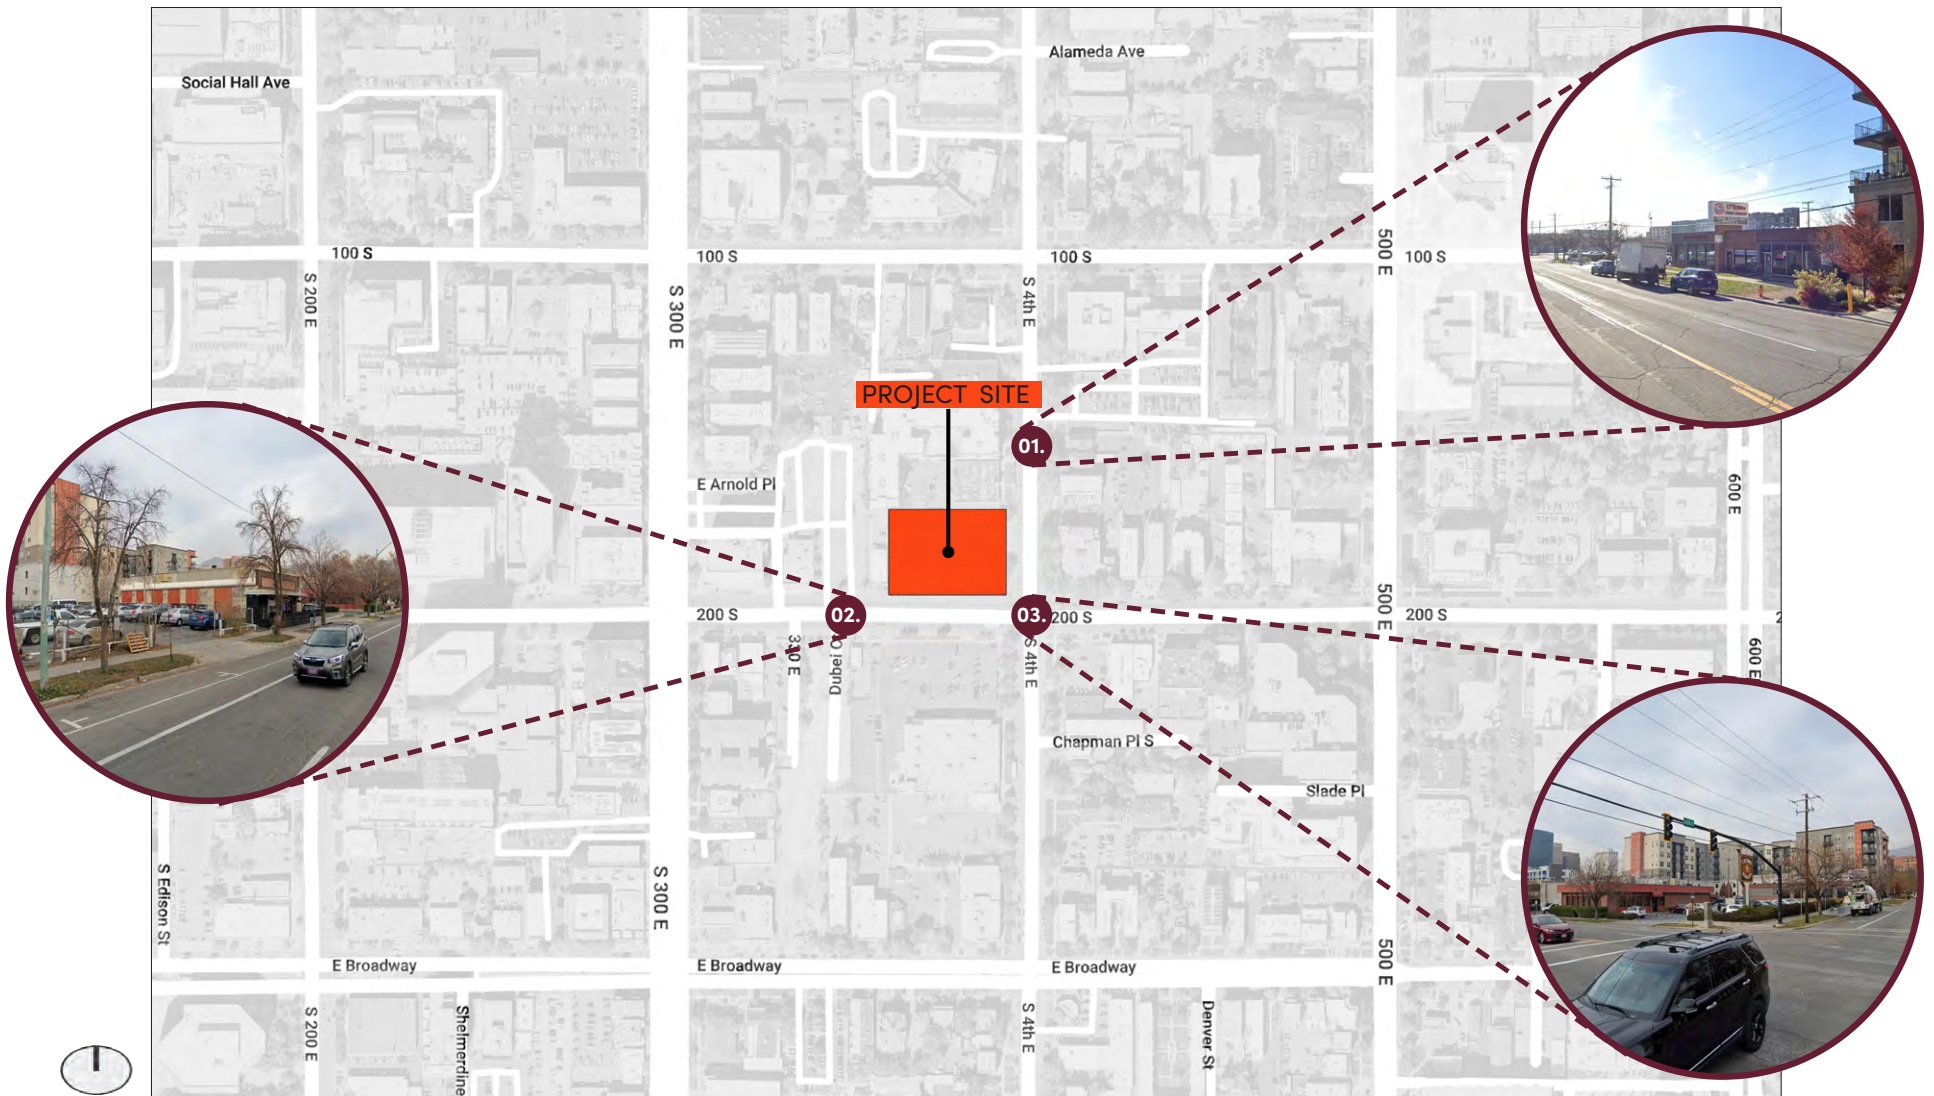 Alameda Ave
Social Hall Ave
100 S
100 S
100 S
100 S
500 E
S 200 E
S 300 E
S 4th E
PROJECT SITE
01.
E Arnold Pl
600 E
200 S
02.
03.
200 S
500 E
200 S
330 E
S 4th E
600 E
Chapman Pl S
Slade Pl
S Edison St
S 300 E
500 E
E Broadway
E Broadway
E Broadway
S 200 E
Shelmerdine
S 4th E
Denver St